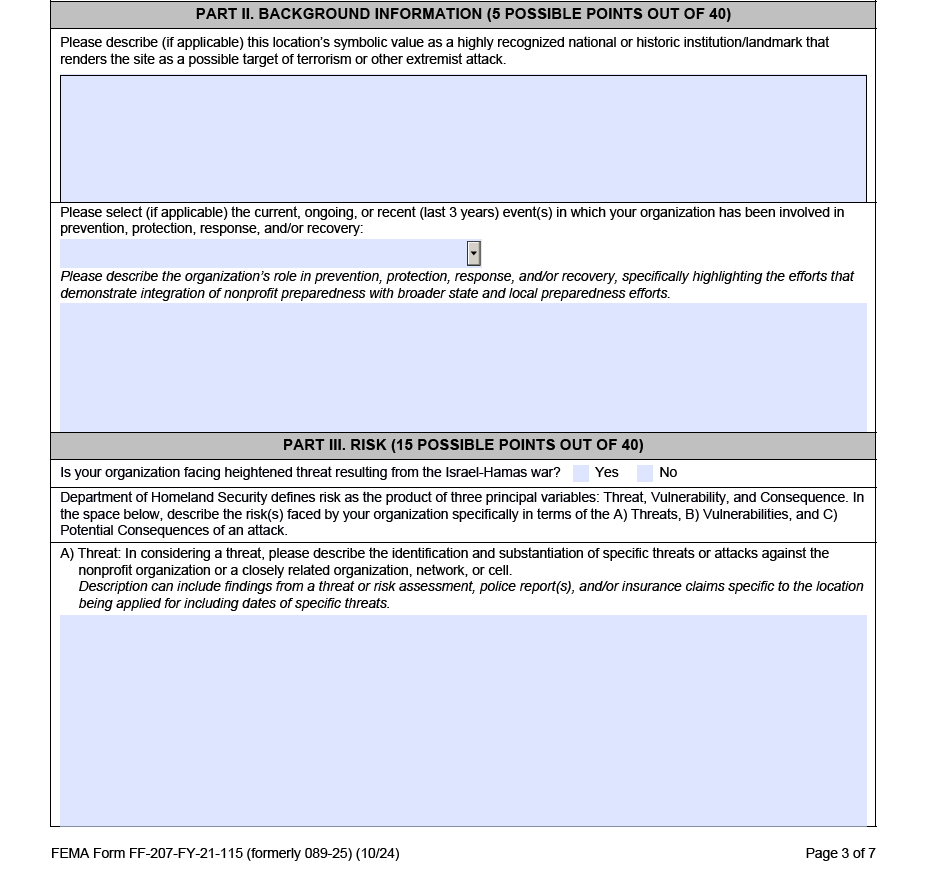 PART II. BACKGROUND INFORMATION (5 POSSIBLE POINTS OUT OF 40)
Please describe (if applicable) this location’s symbolic value as a highly recognized national or historic institution/landmark that
renders the site as a possible target of terrorism or other extremist attack.
Please select (if applicable) the current, ongoing, or recent (last 3 years) event(s) in which your organization has been involved in
prevention, protection, response, and/or recovery:
Please describe the organization’s role in prevention, protection, response, and/or recovery, specifically highlighting the efforts that
demonstrate integration of nonprofit preparedness with broader state and local preparedness efforts.
PART III. RISK (15 POSSIBLE POINTS OUT OF 40)
Is your organization facing heightened threat resulting from the Israel-Hamas war? Yes No
Department of Homeland Security defines risk as the product of three principal variables: Threat, Vulnerability, and Consequence. In
the space below, describe the risk(s) faced by your organization specifically in terms of the A) Threats, B) Vulnerabilities, and C)
Potential Consequences of an attack.
A) Threat: In considering a threat, please describe the identification and substantiation of specific threats or attacks against the
nonprofit organization or a closely related organization, network, or cell.
Description can include findings from a threat or risk assessment, police report(s), and/or insurance claims specific to the location
being applied for including dates of specific threats.
FEMA Form FF-207-FY-21-115 (formerly 089-25) (10/24) Page 3 of 7